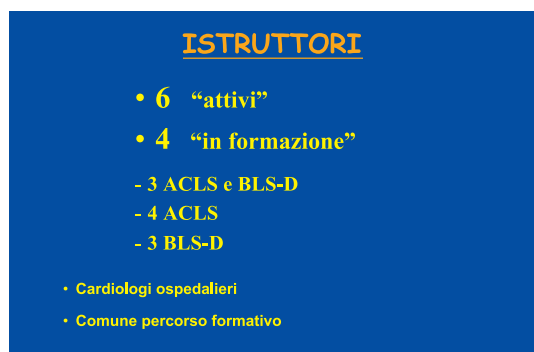 ISTRUTTORI
• 6 “attivi”
• 4 “in formazione”
- 3 ACLS e BLS-D
- 4 ACLS
- 3 BLS-D
• Cardiologi ospedalieri
• Comune percorso formativo